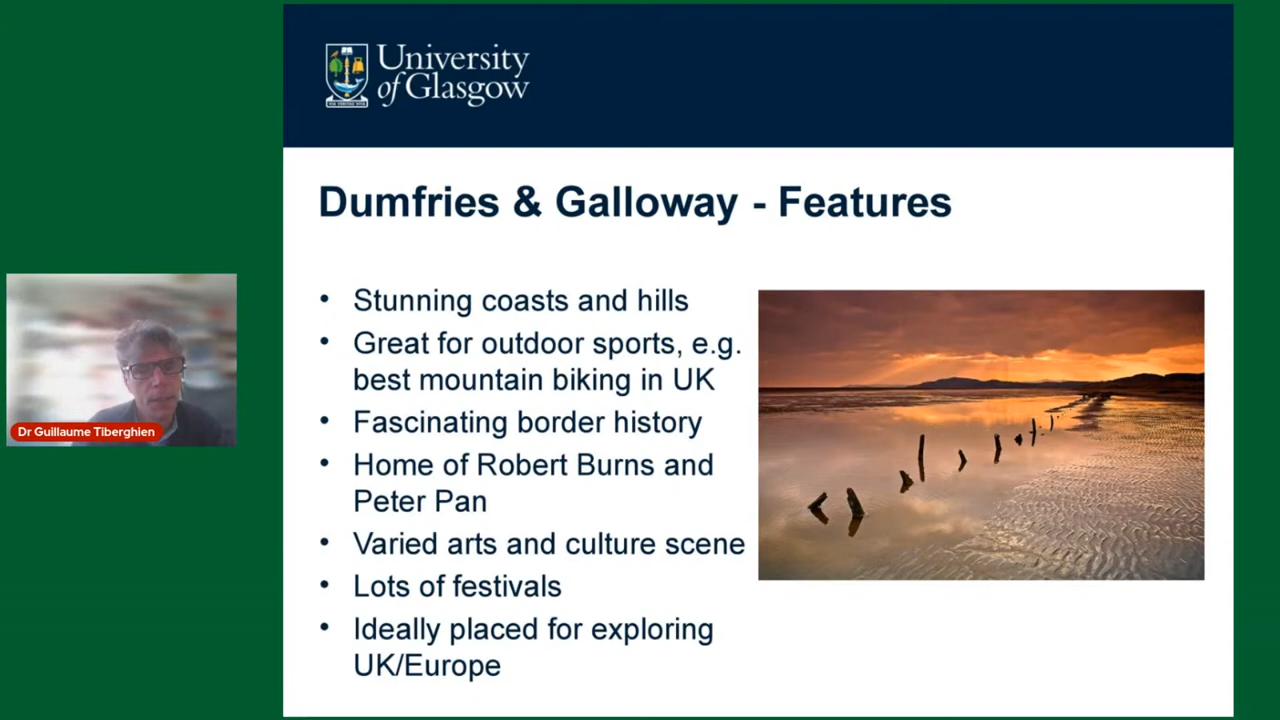 University
of Glasgow
Dumfries & Galloway - Features
• Stunning coasts and hills
• Great for outdoor sports, e.g.
best mountain biking in UK
• Fascinating border history
• Home of Robert Burns and
Peter Pan
• Varied arts and culture scene
• Lots of festivals
• Ideally placed for exploring
UK/Europe
Dr Guillaume Tiberghien